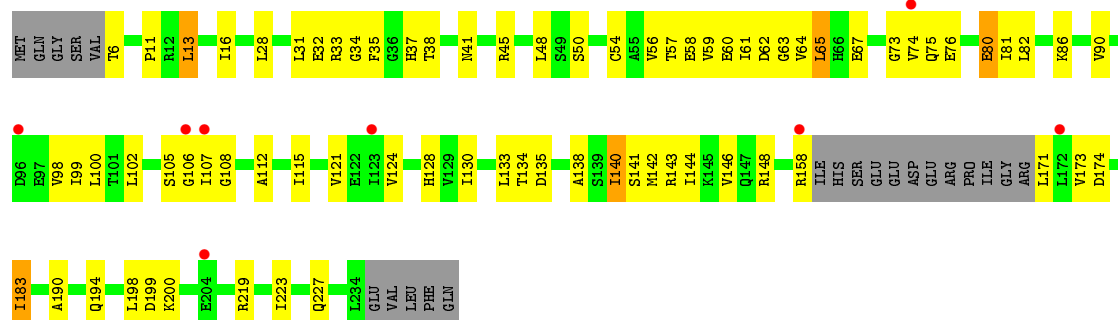 MET GLN GLY SER VAL T6 P11 R12 L13 I16 L28 L31 E32 R33 G34 F35 G36 H37 T38 N41 R45 L48 S49 S50 C54 A55 V56 T57 E58 V59 E60 I61 D62 G63 V64 L65 H66 E67 G73 V74 Q75 E76 E80 I81 L82 K86 V90
D96 E97 V98 I99 L100 T101 L102 S105 G106 I107 G108 A112 I115 V121 E122 I123 V124 H128 V129 I130 L133 T134 D135 A138 S139 I140 S141 M142 R143 I144 K145 V146 Q147 R148 R158 ILE HIS SER GLU GLU ASP GLU ARG PRO ILE GLY ARG L171 L172 V173 D174
I183 A190 Q194 L198 D199 K200 E204 R219 I223 Q227 L234 GLU VAL LEU PHE GLN